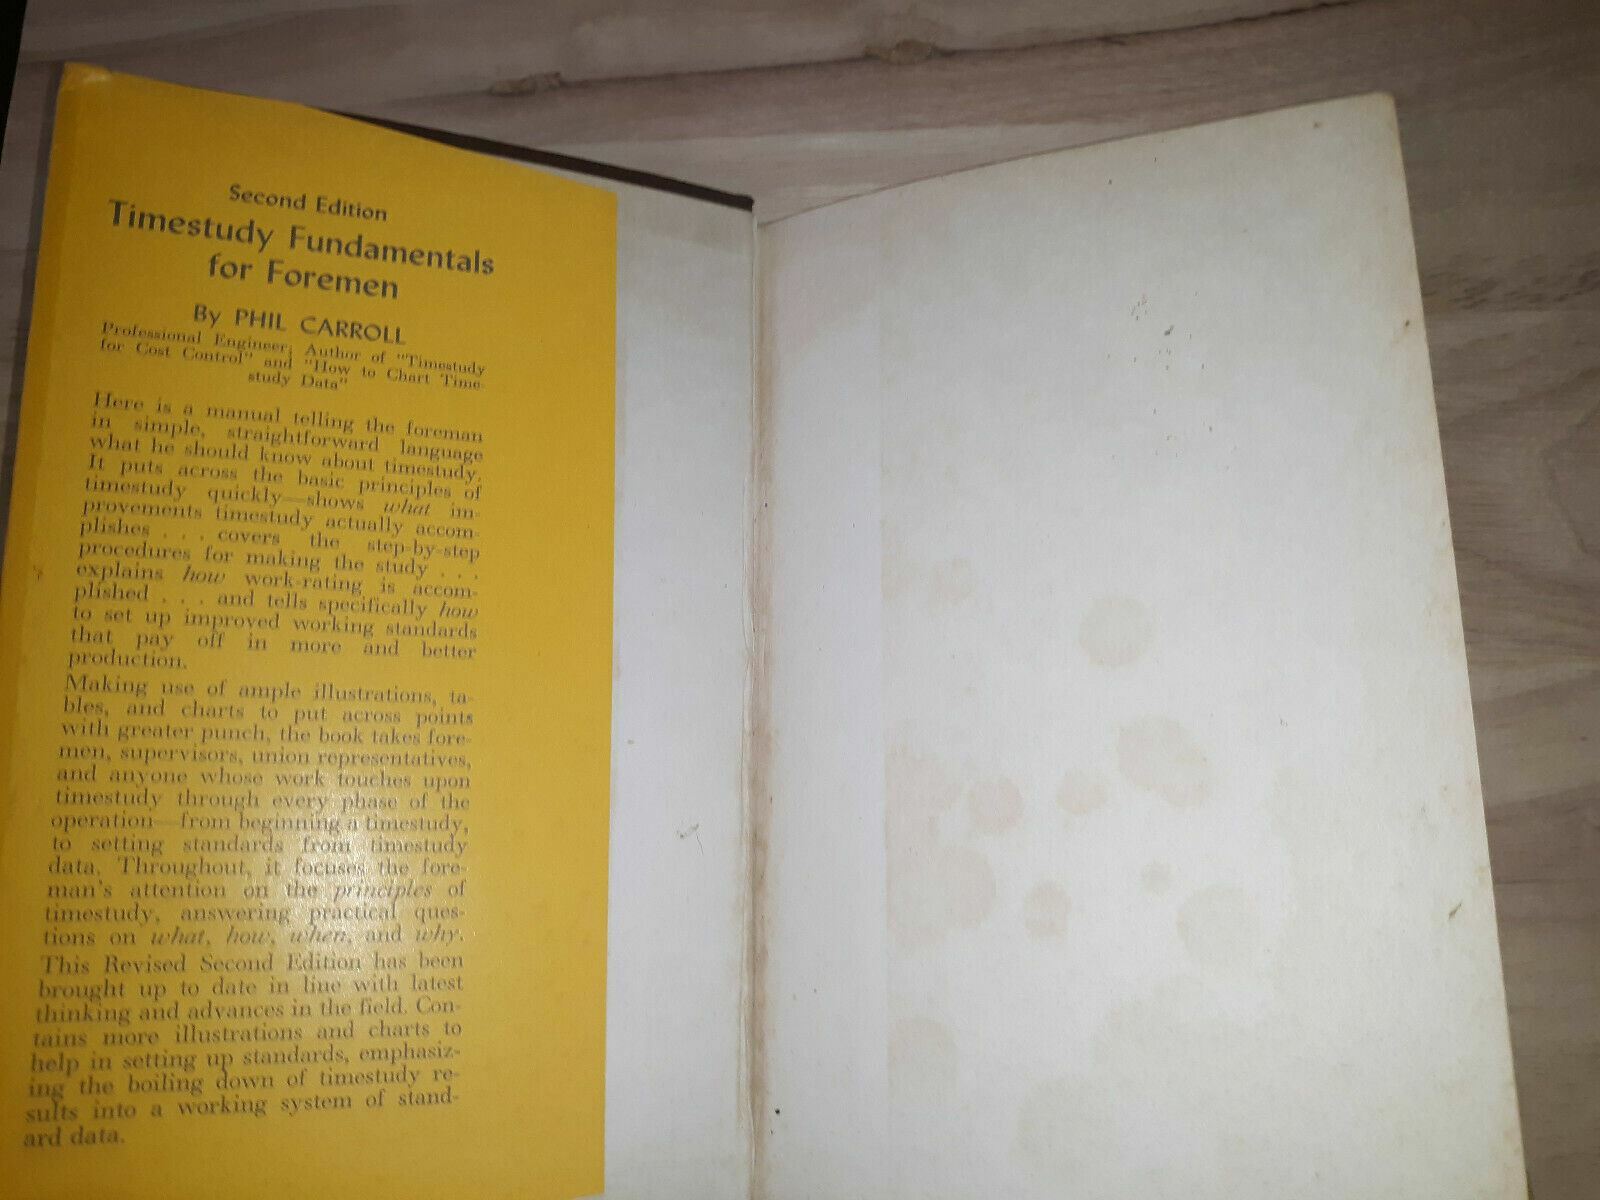 Second Edition
Timestudy Fundamentals
for Foremen
By PHIL CARROLL
Professional Engineer; Author of "Timestudy
for Cost Control" and "How to Chart Time-
study Data"
Here is a manual telling the foreman
in simple, straightforward language
what he should know about timestudy.
It puts across the basic principles of
timestudy quickly—shows what im-
provements timestudy actually accom-
plishes . . . covers the step-by-step
procedures for making the study . . .
explains how work-rating is accom-
plished . . . and tells specifically how
to set up improved working standards
that pay off in more and better
production.
Making use of ample illustrations, ta-
bles, and charts to put across points
with greater punch, the book takes fore-
men, supervisors, union representatives,
and anyone whose work touches upon
timestudy through every phase of the
operation—from beginning a timestudy,
to setting standards from timestudy
data. Throughout, it focuses the fore-
man's attention on the principles of
timestudy, answering practical ques-
tions on what, how, when, and why.
This Revised Second Edition has been
brought up to date in line with latest
thinking and advances in the field. Con-
tains more illustrations and charts to
help in setting up standards, emphasiz-
ing the boiling down of timestudy re-
sults into a working system of stand-
ard data.